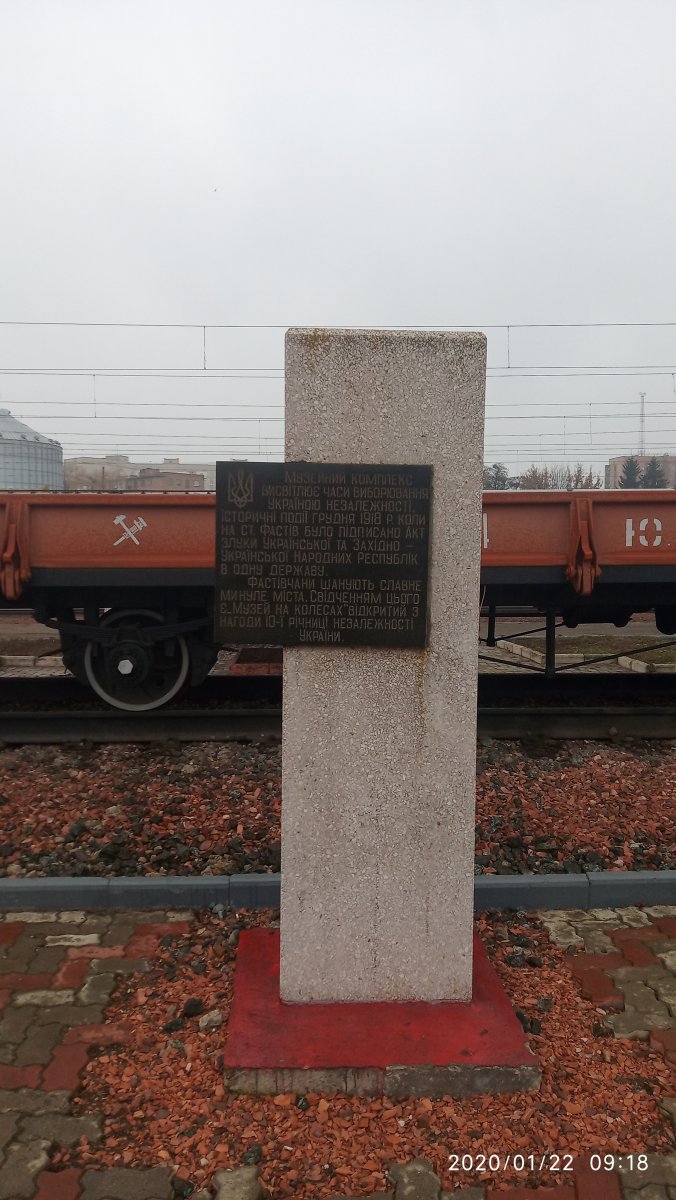 МУЗЕЙНИЙ КОМПЛЕКС
ВИСВІТЛЮЄ ЧАСИ ВИБОРЮВАННЯ
УКРАЇНОЮ НЕЗАЛЕЖНОСТІ.
ІСТОРИЧНІ ПОДІЇ ГРУДНЯ 1918 Р. КОЛИ
НА СТ. ФАСТІВ БУЛО ПІДПИСАНО АКТ
ЗЛУКИ УКРАЇНСЬКОЇ ТА ЗАХІДНО –
УКРАЇНСЬКОЇ НАРОДНИХ РЕСПУБЛІК
В ОДНУ ДЕРЖАВУ.
ФАСТІВЧАНИ ШАНУЮТЬ СЛАВНЕ
МИНУЛЕ МІСТА. СВІДЧЕННЯМ ЦЬОГО
Є „МУЗЕЙ НА КОЛЕСАХ" ВІДКРИТИЙ З
НАГОДИ 10-Ї РІЧНИЦІ НЕЗАЛЕЖНОСТІ
УКРАЇНИ.
Ю.
2020/01/22 09:18